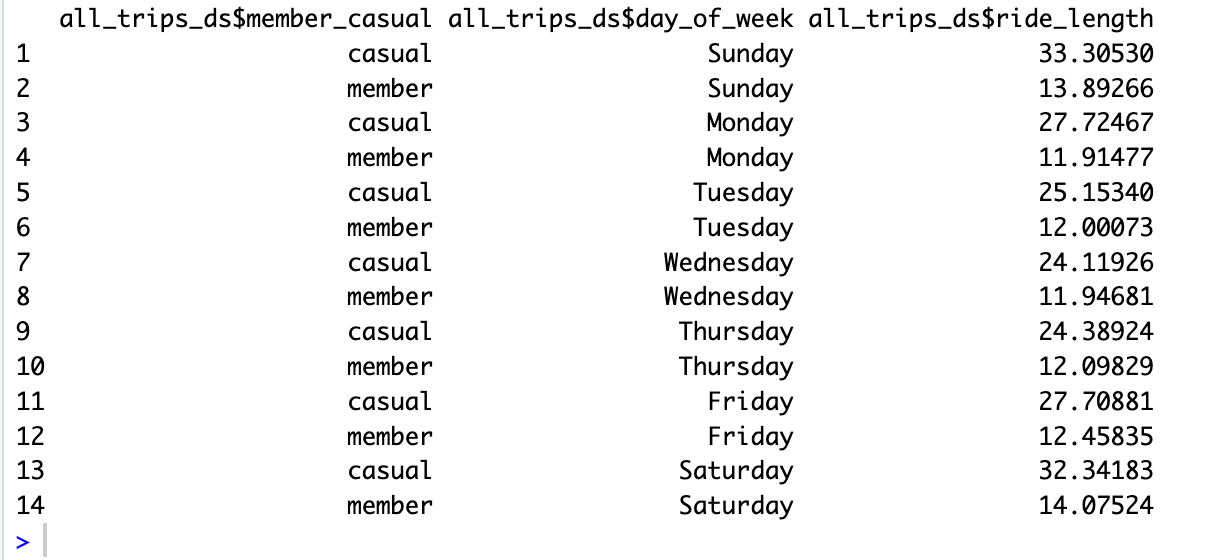 all_trips_ds$member_casual all_trips_ds$day_of_week all_trips_ds$ride_length
1 casual Sunday 33.30530
2 member Sunday 13.89266
3 casual Monday 27.72467
4 member Monday 11.91477
5 casual Tuesday 25.15340
6 member Tuesday 12.00073
7 casual Wednesday 24.11926
8 member Wednesday 11.94681
9 casual Thursday 24.38924
10 member Thursday 12.09829
11 casual Friday 27.70881
12 member Friday 12.45835
13 casual Saturday 32.34183
14 member Saturday 14.07524
>